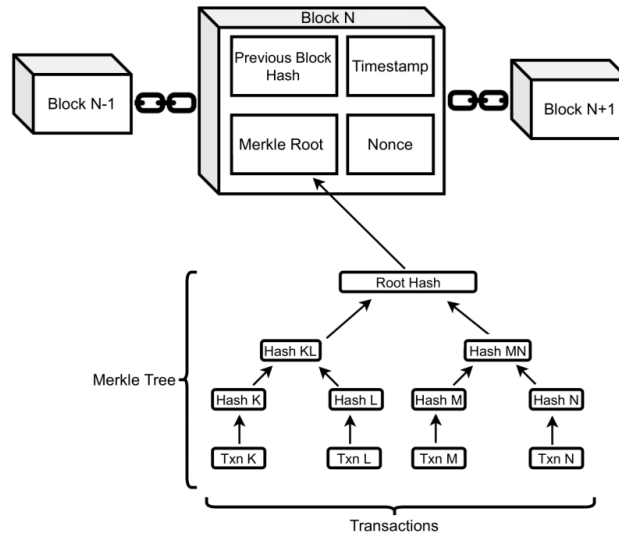 Block N
Previous Block
Hash
Timestamp
Block N-1
Block N+1
Merkle Root
Nonce
Root Hash
Hash KL
Hash MN
Merkle Tree
Hash K
Hash L
Hash M
Hash N
Txn K
Txn L
Txn M
Txn N
Transactions